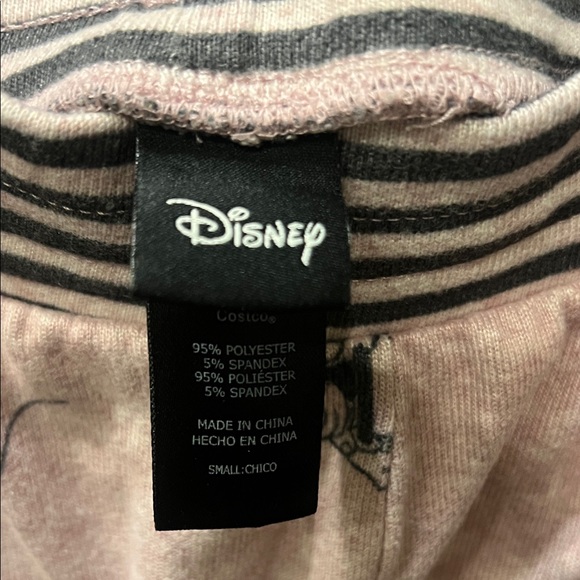 Disney
Costco®
95% POLYESTER
5% SPANDEX
95% POLIÉSTER
5% SPANDEX
MADE IN CHINA
HECHO EN CHINA
SMALL:CHICO